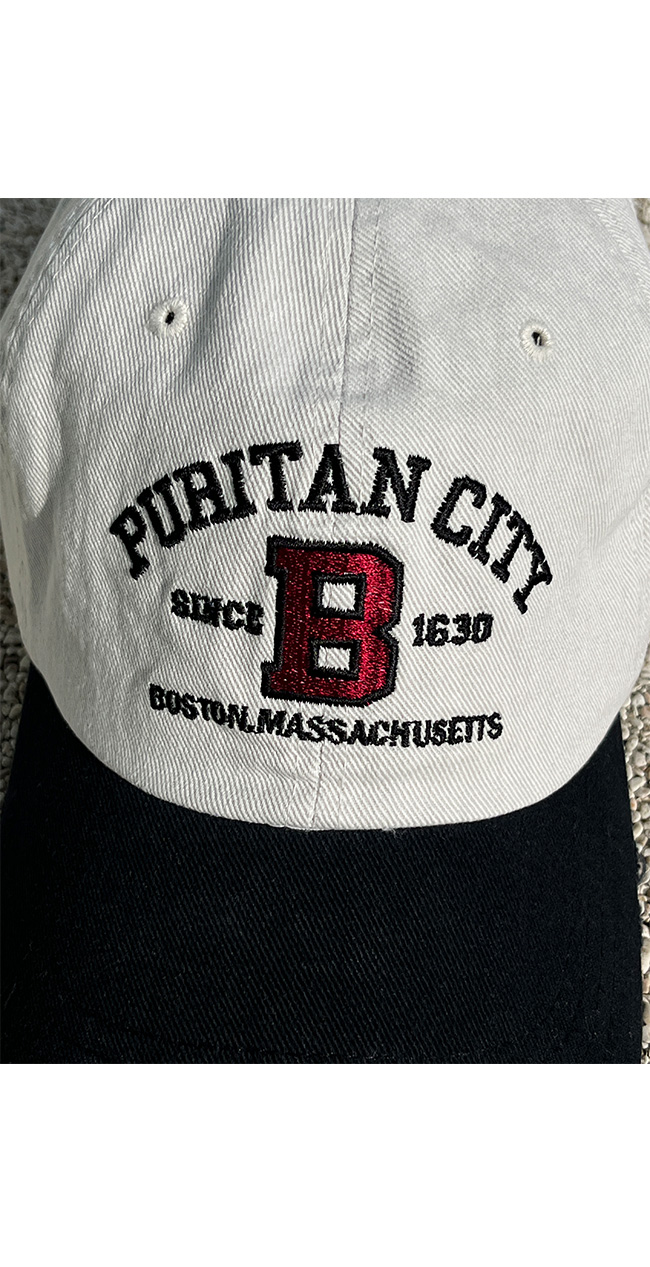 PURITAN CITY
SINCE B 1630
BOSTON.MASSACHUSETTS